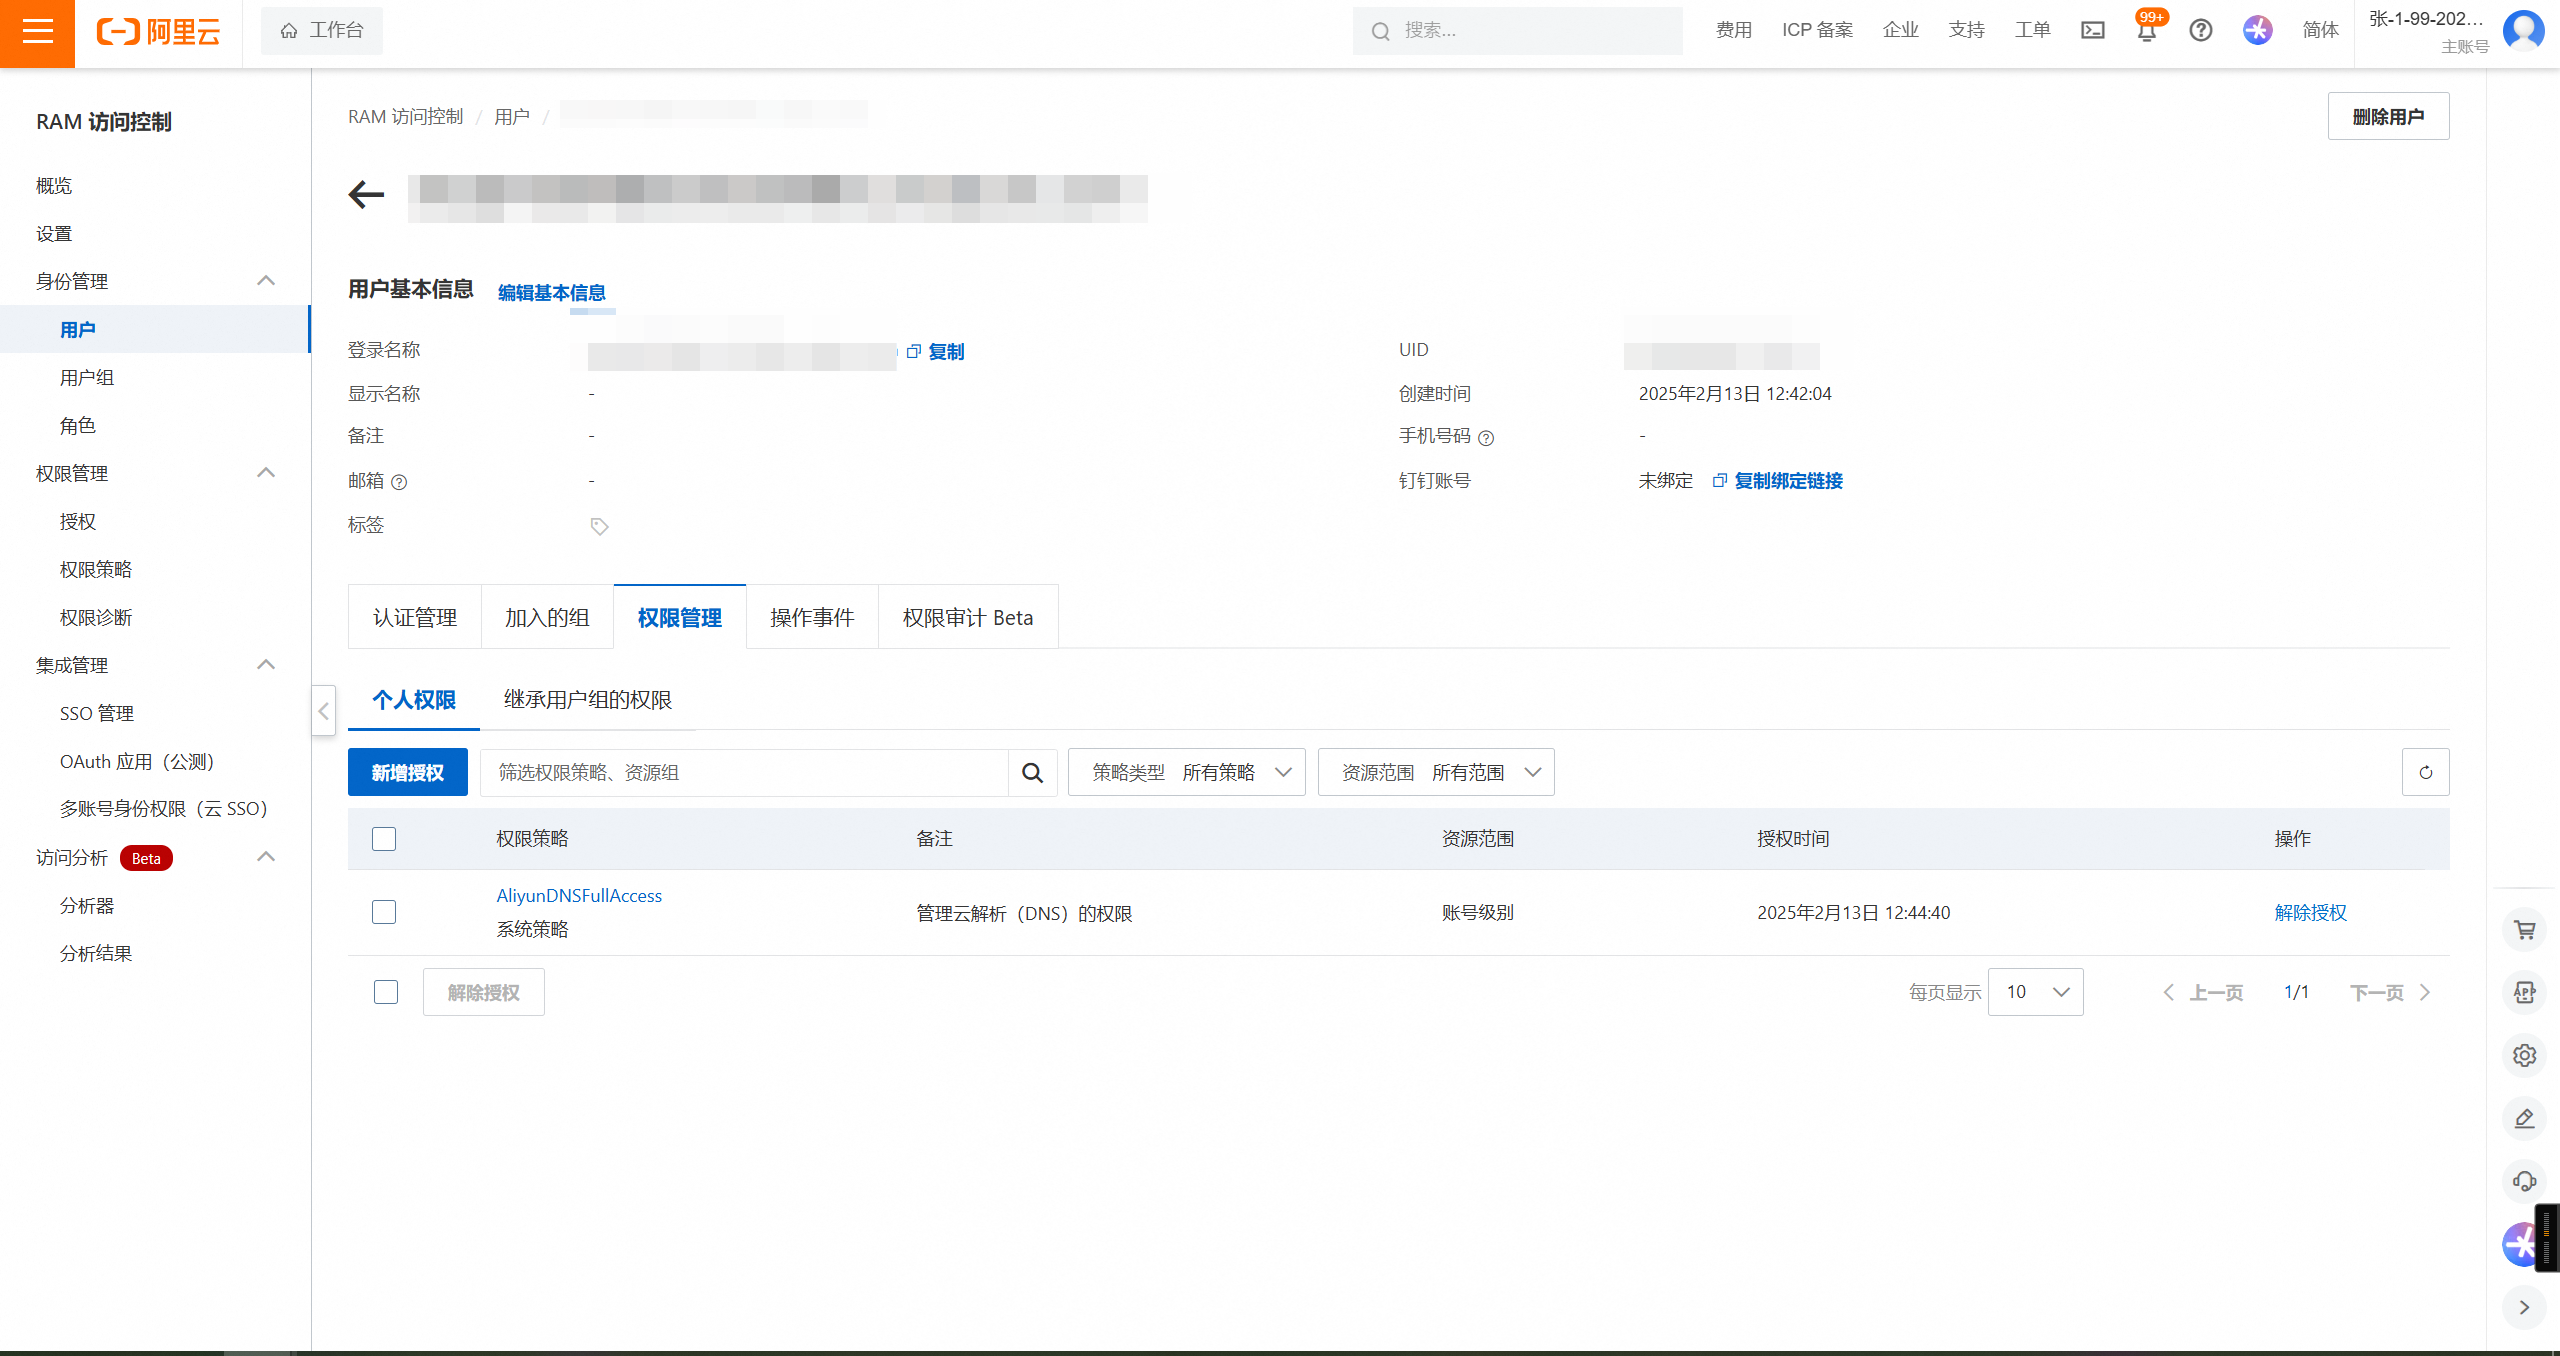 阿里云
工作台
搜索...
费用
ICP 备案
企业
支持
工单
99+
简体
张-1-99-202...
主账号
RAM 访问控制
概览
设置
身份管理
用户
用户组
角色
权限管理
授权
权限策略
权限诊断
集成管理
SSO 管理
OAuth 应用（公测）
多账号身份权限（云 SSO）
访问分析 Beta
分析器
分析结果
RAM 访问控制 / 用户 /
删除用户
用户基本信息 编辑基本信息
登录名称 复制
UID
显示名称 -
创建时间 2025年2月13日 12:42:04
备注 -
手机号码 -
邮箱 -
钉钉账号 未绑定 复制绑定链接
标签
认证管理 加入的组 权限管理 操作事件 权限审计 Beta
个人权限 继承用户组的权限
新增授权 筛选权限策略、资源组 策略类型 所有策略 资源范围 所有范围
权限策略 备注 资源范围 授权时间 操作
AliyunDNSFullAccess
系统策略
管理云解析（DNS）的权限 账号级别 2025年2月13日 12:44:40 解除授权
解除授权 每页显示 10 上一页 1/1 下一页
APP